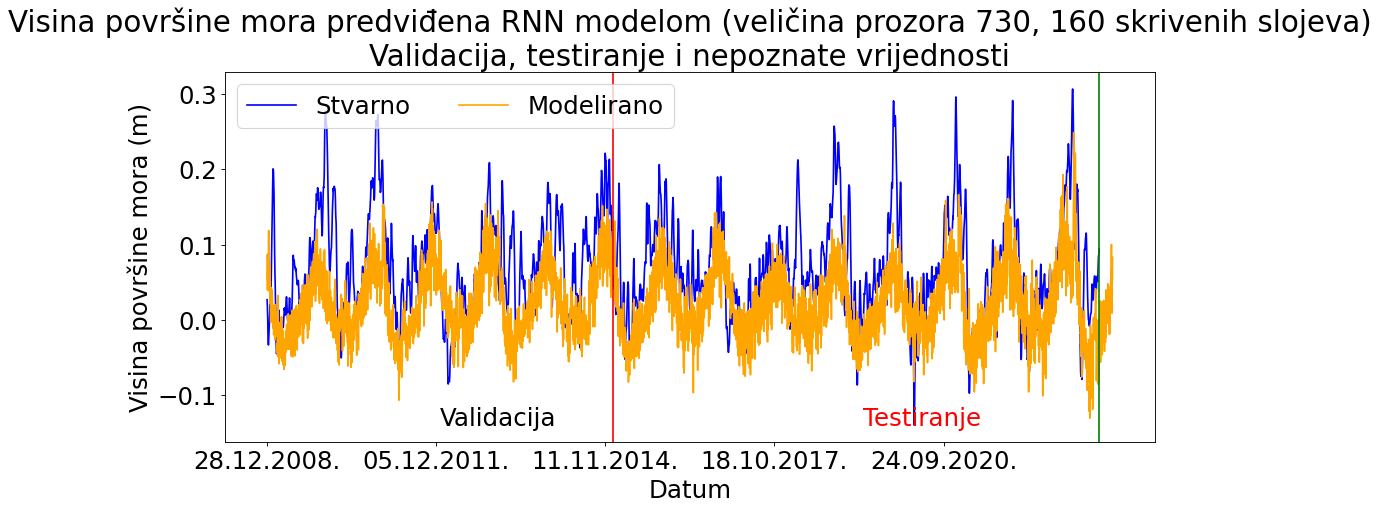 Visina površine mora predviđena RNN modelom (veličina prozora 730, 160 skrivenih slojeva)
Validacija, testiranje i nepoznate vrijednosti
Stvarno Modelirano
Visina površine mora (m)
0.3
0.2
0.1
0.0
−0.1
Validacija Testiranje
28.12.2008. 05.12.2011. 11.11.2014. 18.10.2017. 24.09.2020.
Datum